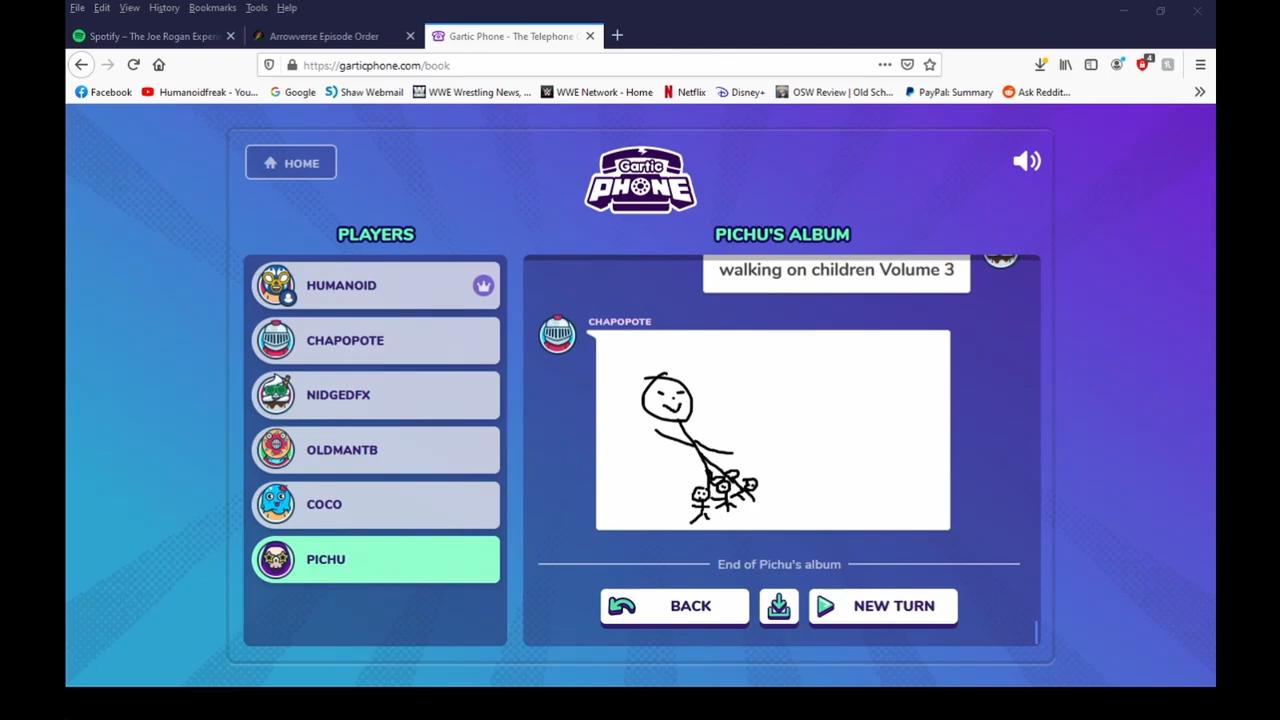 File Edit View History Bookmarks Tools Help
Spotify – The Joe Rogan Experi
Arrowverse Episode Order
Gartic Phone - The Telephone G
https://garticphone.com/book
4
Facebook
Humanoidfreak - You...
Google
Shaw Webmail
WWE Wrestling News, ...
WWE Network - Home
Netflix
Disney+
OSW Review | Old Sch...
PayPal: Summary
Ask Reddit...
HOME
Gartic
PHONE
PLAYERS
HUMANOID
CHAPOPOTE
NIDGEDFX
OLDMANTB
COCO
PICHU
PICHU'S ALBUM
walking on children Volume 3
CHAPOPOTE
End of Pichu's album
BACK
NEW TURN